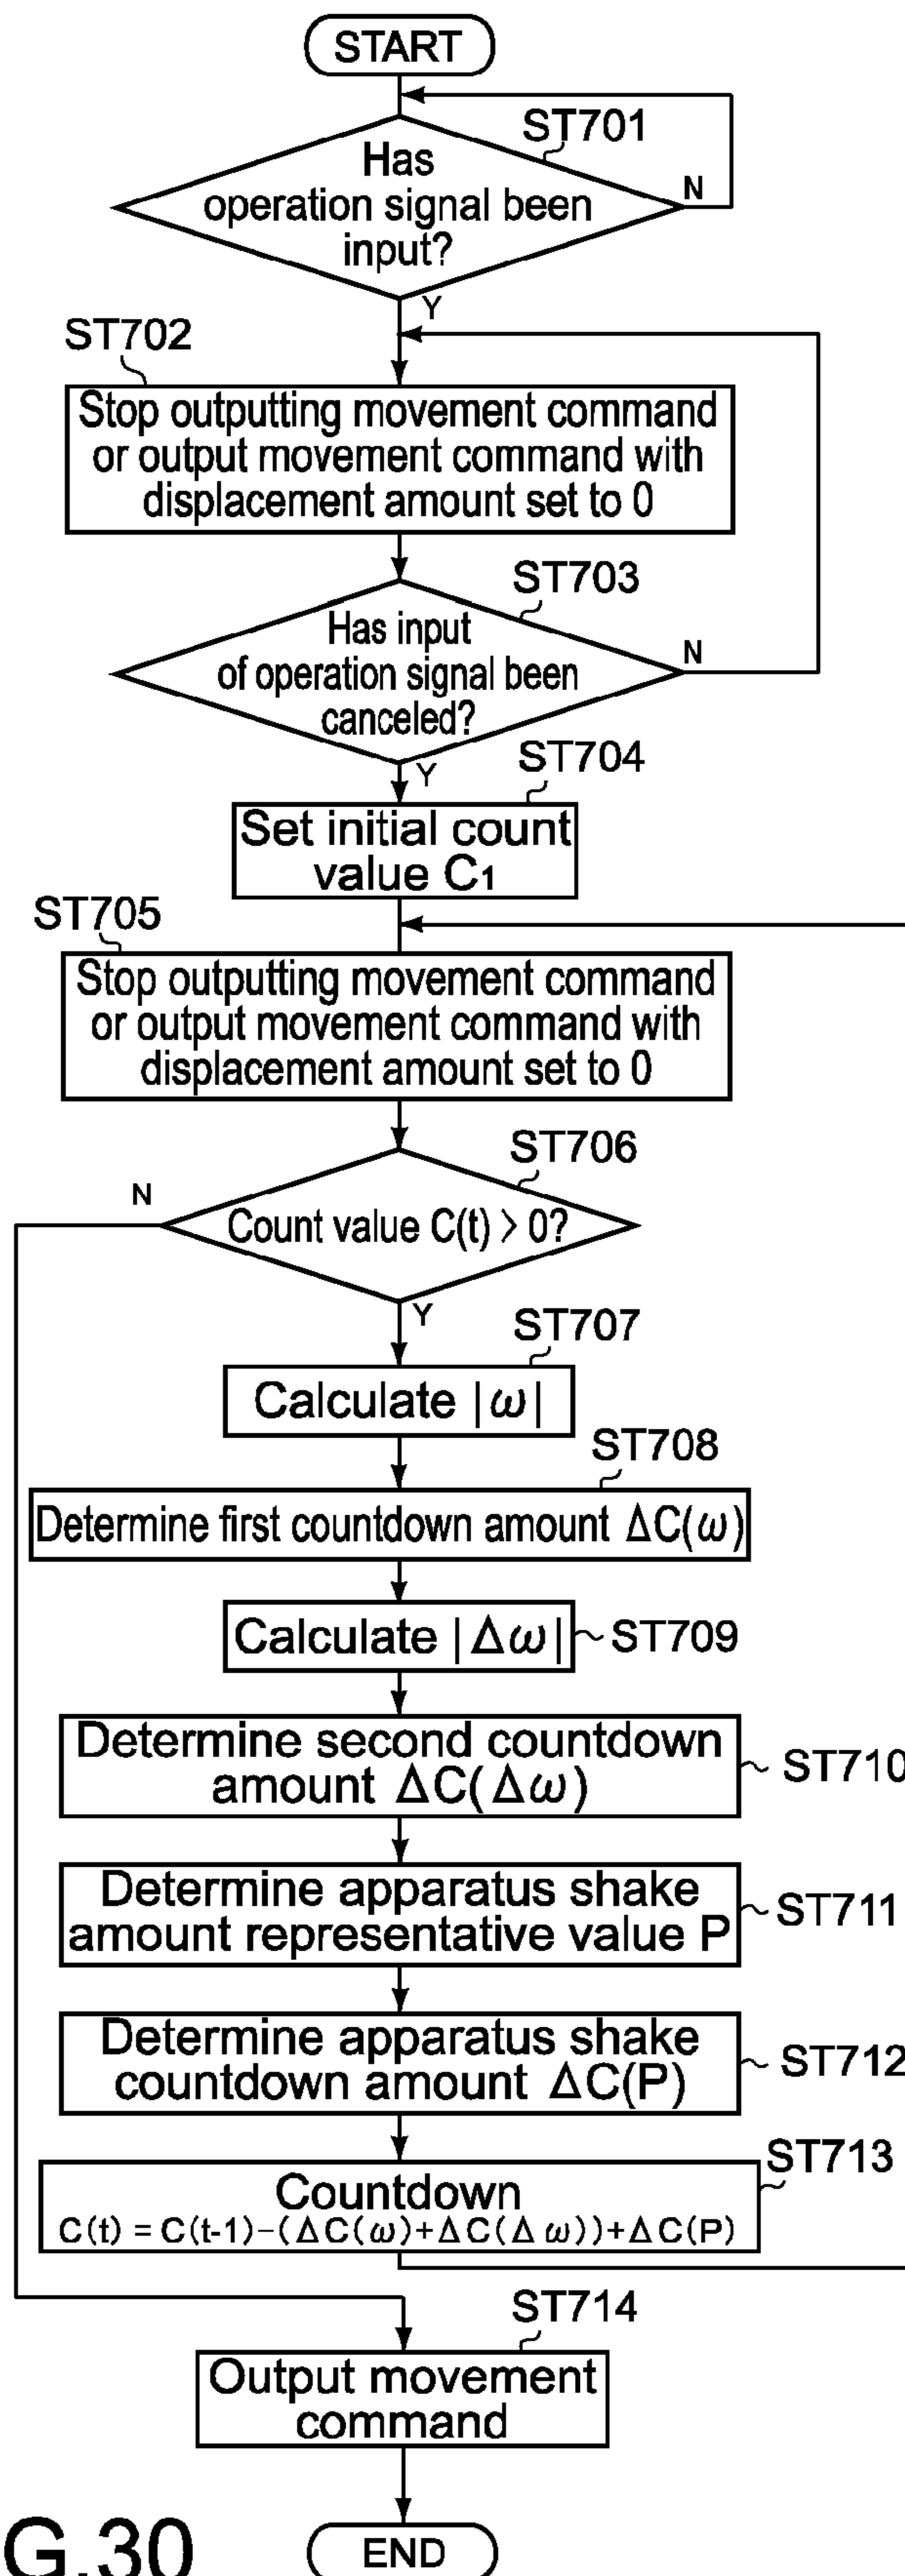 START
ST701
Has
operation signal been
input?
N
Y
ST702
Stop outputting movement command
or output movement command with
displacement amount set to 0
ST703
Has input
of operation signal been
canceled?
N
Y
ST704
Set initial count
value C1
ST705
Stop outputting movement command
or output movement command with
displacement amount set to 0
ST706
N
Count value C(t) > 0?
Y
ST707
Calculate |ω|
ST708
Determine first countdown amount ΔC(ω)
Calculate |Δω|
ST709
Determine second countdown
amount ΔC(Δω)
ST710
Determine apparatus shake
amount representative value P
ST711
Determine apparatus shake
countdown amount ΔC(P)
ST712
ST713
Countdown
C(t) = C(t-1)-(ΔC(ω)+ΔC(Δω))+ΔC(P)
ST714
Output movement
command
END
G.30